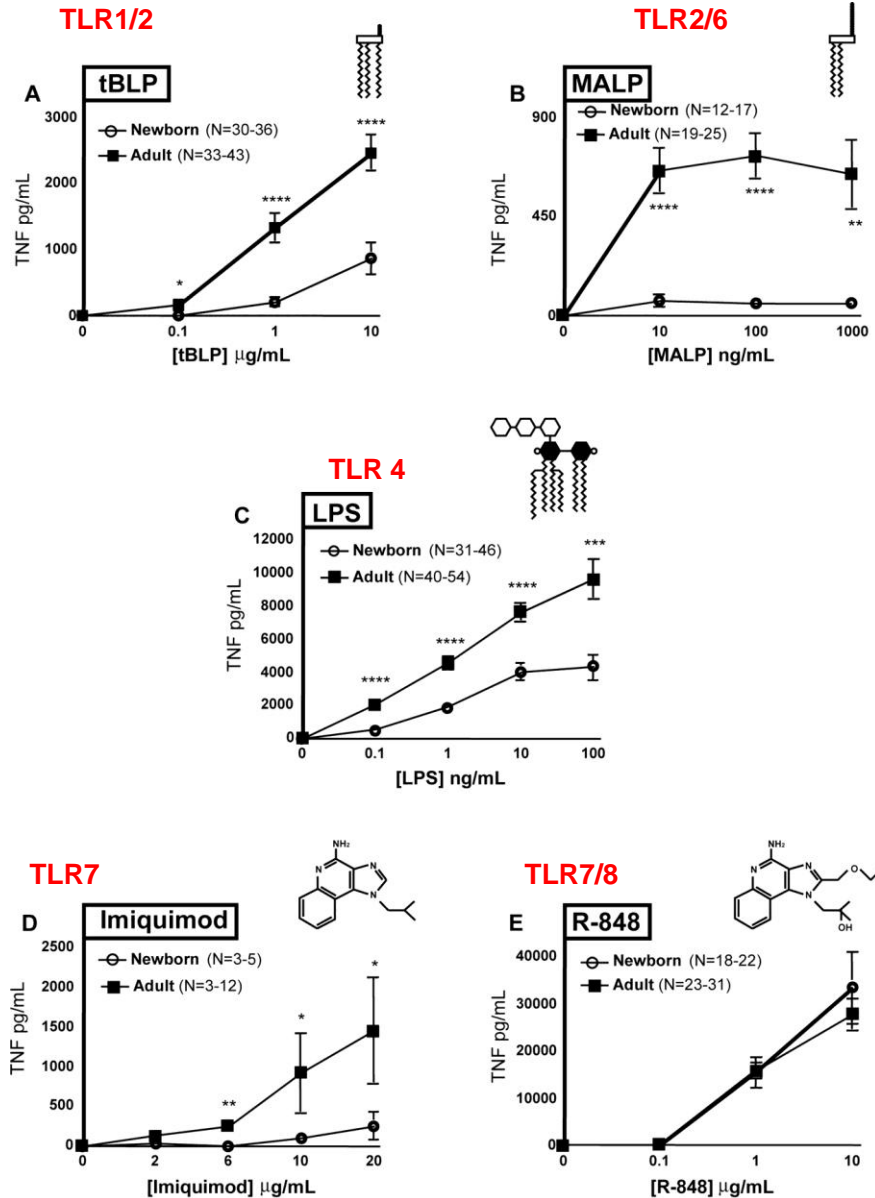 TLR1/2
A
tBLP
Newborn (N=30-36)
Adult (N=33-43)
TNF pg/mL
3000
2000
1000
0
*
****
****
0 0.1 1 10
[tBLP] µg/mL
TLR2/6
B
MALP
Newborn (N=12-17)
Adult (N=19-25)
TNF pg/mL
900
450
0
****
****
**
0 10 100 1000
[MALP] ng/mL
TLR 4
C
LPS
Newborn (N=31-46)
Adult (N=40-54)
TNF pg/mL
12000
10000
8000
6000
4000
2000
0
****
****
****
***
0 0.1 1 10 100
[LPS] ng/mL
TLR7
D
Imiquimod
NH₂
N
N
N
Newborn (N=3-5)
Adult (N=3-12)
TNF pg/mL
2500
2000
1500
1000
500
0
**
*
*
0 2 6 10 20
[Imiquimod] µg/mL
TLR7/8
E
R-848
NH₂
N
N
N
O
OH
Newborn (N=18-22)
Adult (N=23-31)
TNF pg/mL
40000
30000
20000
10000
0
0 0.1 1 10
[R-848] µg/mL